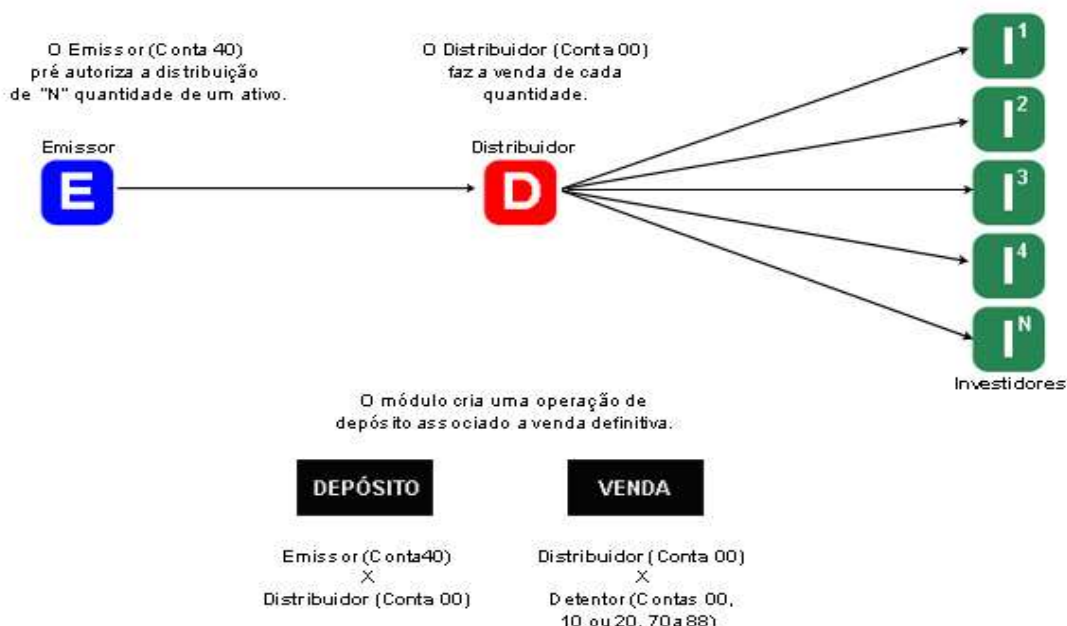 O Emissor (Conta 40)
pré autoriza a distribuição
de "N" quantidade de um ativo.
O Distribuidor (Conta 00)
faz a venda de cada
quantidade.
Emissor
E
Distribuidor
D
I1
I2
I3
I4
IN
Investidores
O módulo cria uma operação de
depósito associado a venda definitiva.
DEPÓSITO
VENDA
Emissor (Conta40)
X
Distribuidor (Conta 00)
Distribuidor (Conta 00)
X
Detentor (Contas 00,
10 ou 20, 70 a 88)